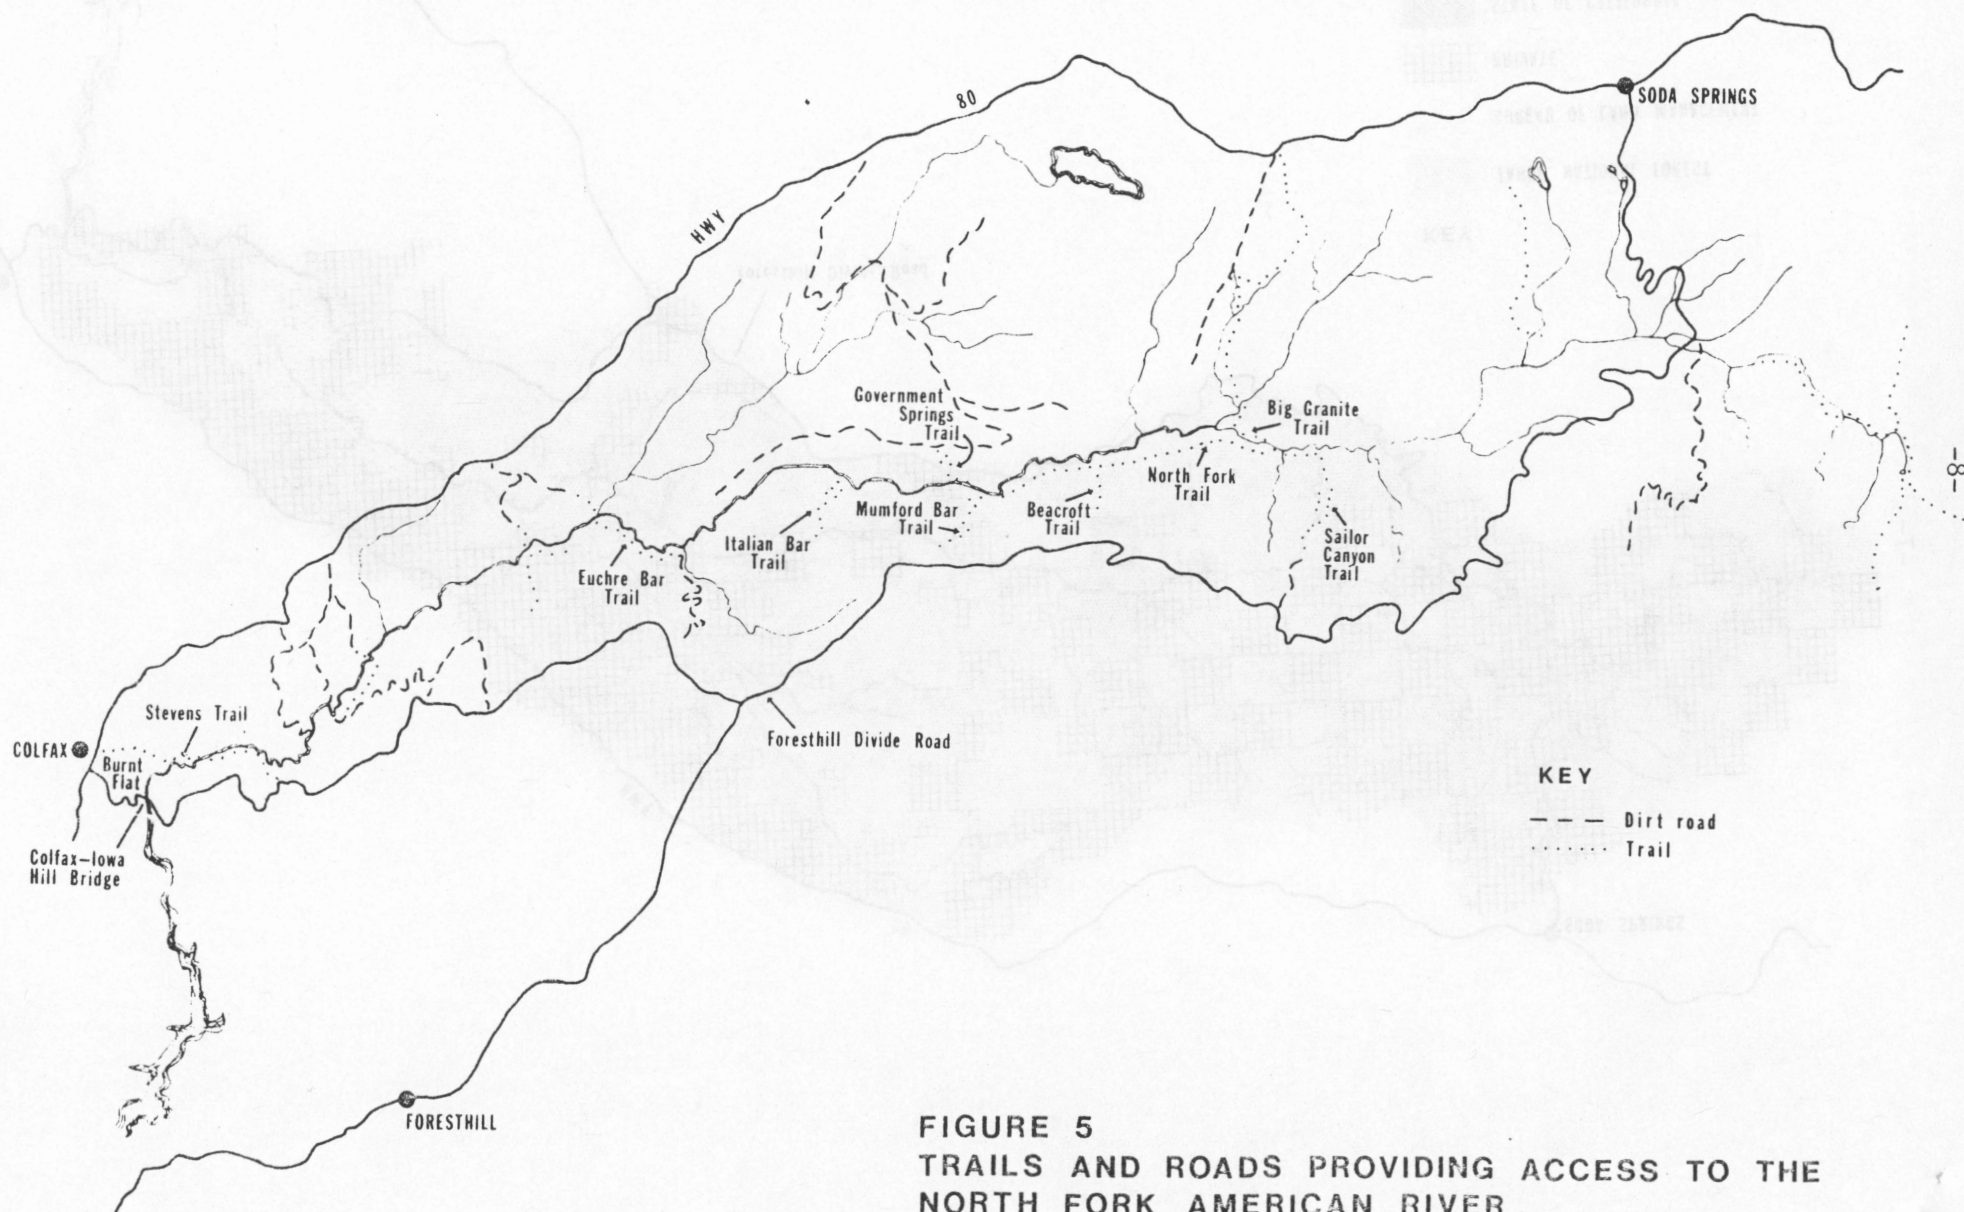 80
HWY
SODA SPRINGS
Government
Springs
Trail
Big Granite
Trail
North Fork
Trail
Mumford Bar
Trail
Beacroft
Trail
Italian Bar
Trail
Sailor
Canyon
Trail
Euchre Bar
Trail
Stevens Trail
COLFAX
Burnt
Flat
Foresthill Divide Road
Colfax-Iowa
Hill Bridge
KEY
Dirt road
Trail
FORESTHILL
-8-
FIGURE 5
TRAILS AND ROADS PROVIDING ACCESS TO THE
NORTH FORK AMERICAN RIVER